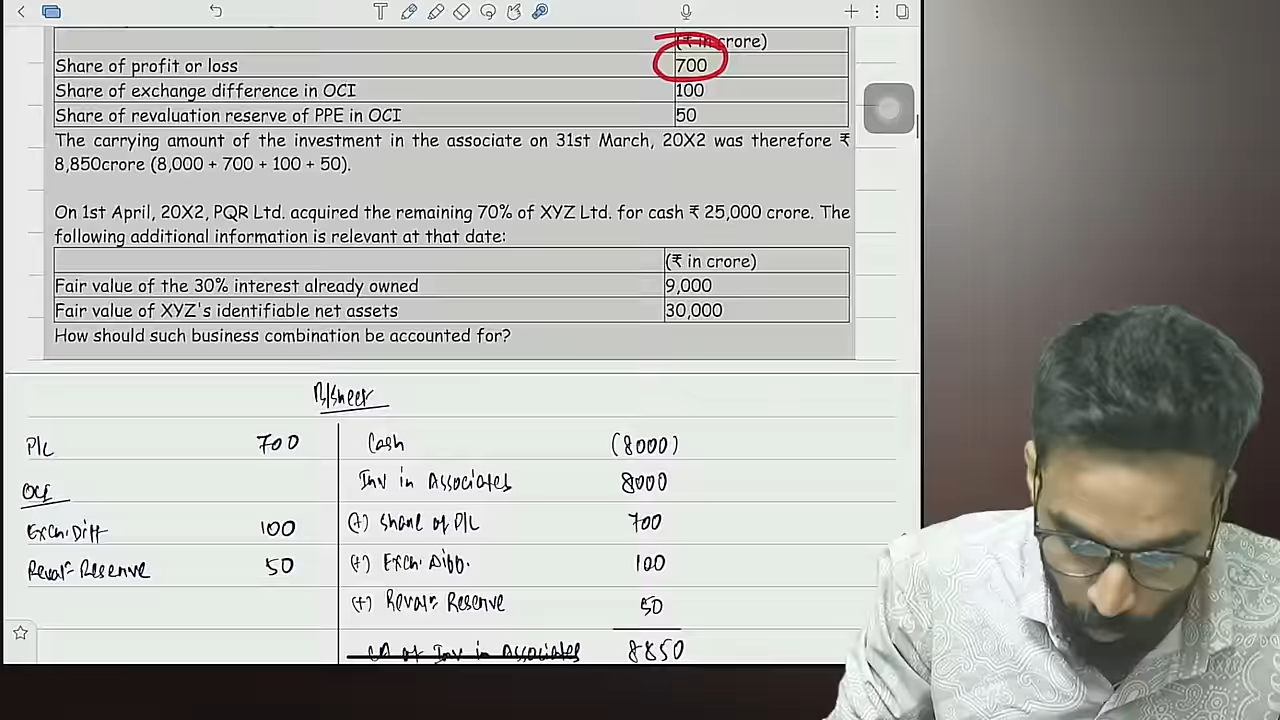 (₹ in crore)
Share of profit or loss 700
Share of exchange difference in OCI 100
Share of revaluation reserve of PPE in OCI 50
The carrying amount of the investment in the associate on 31st March, 20X2 was therefore ₹
8,850crore (8,000 + 700 + 100 + 50).
On 1st April, 20X2, PQR Ltd. acquired the remaining 70% of XYZ Ltd. for cash ₹ 25,000 crore. The
following additional information is relevant at that date:
(₹ in crore)
Fair value of the 30% interest already owned 9,000
Fair value of XYZ's identifiable net assets 30,000
How should such business combination be accounted for?
B/sheet
P/L 700 Cash (8000)
Inv in Associates 8000
OCI
(+) Share of P/L 700
Exch. Diff 100
(+) Exch. Diff. 100
Revalⁿ Reserve 50
(+) Revalⁿ Reserve 50
CA of Inv in Associates 8850